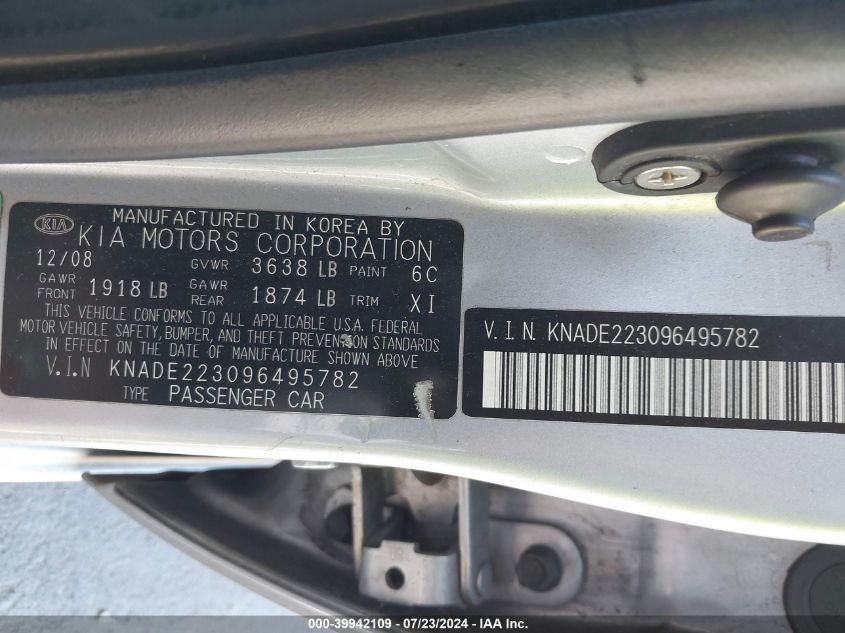 KIA
MANUFACTURED IN KOREA BY
KIA MOTORS CORPORATION
12/08 GVWR 3638 LB PAINT 6C
GAWR FRONT 1918 LB GAWR REAR 1874 LB TRIM XI
THIS VEHICLE CONFORMS TO ALL APPLICABLE U.S.A. FEDERAL
MOTOR VEHICLE SAFETY, BUMPER, AND THEFT PREVENTION STANDARDS
IN EFFECT ON THE DATE OF MANUFACTURE SHOWN ABOVE
V.I.N KNADE223096495782
TYPE PASSENGER CAR
V.I.N. KNADE223096495782
000-39942109 - 07/23/2024 - IAAI.COM.